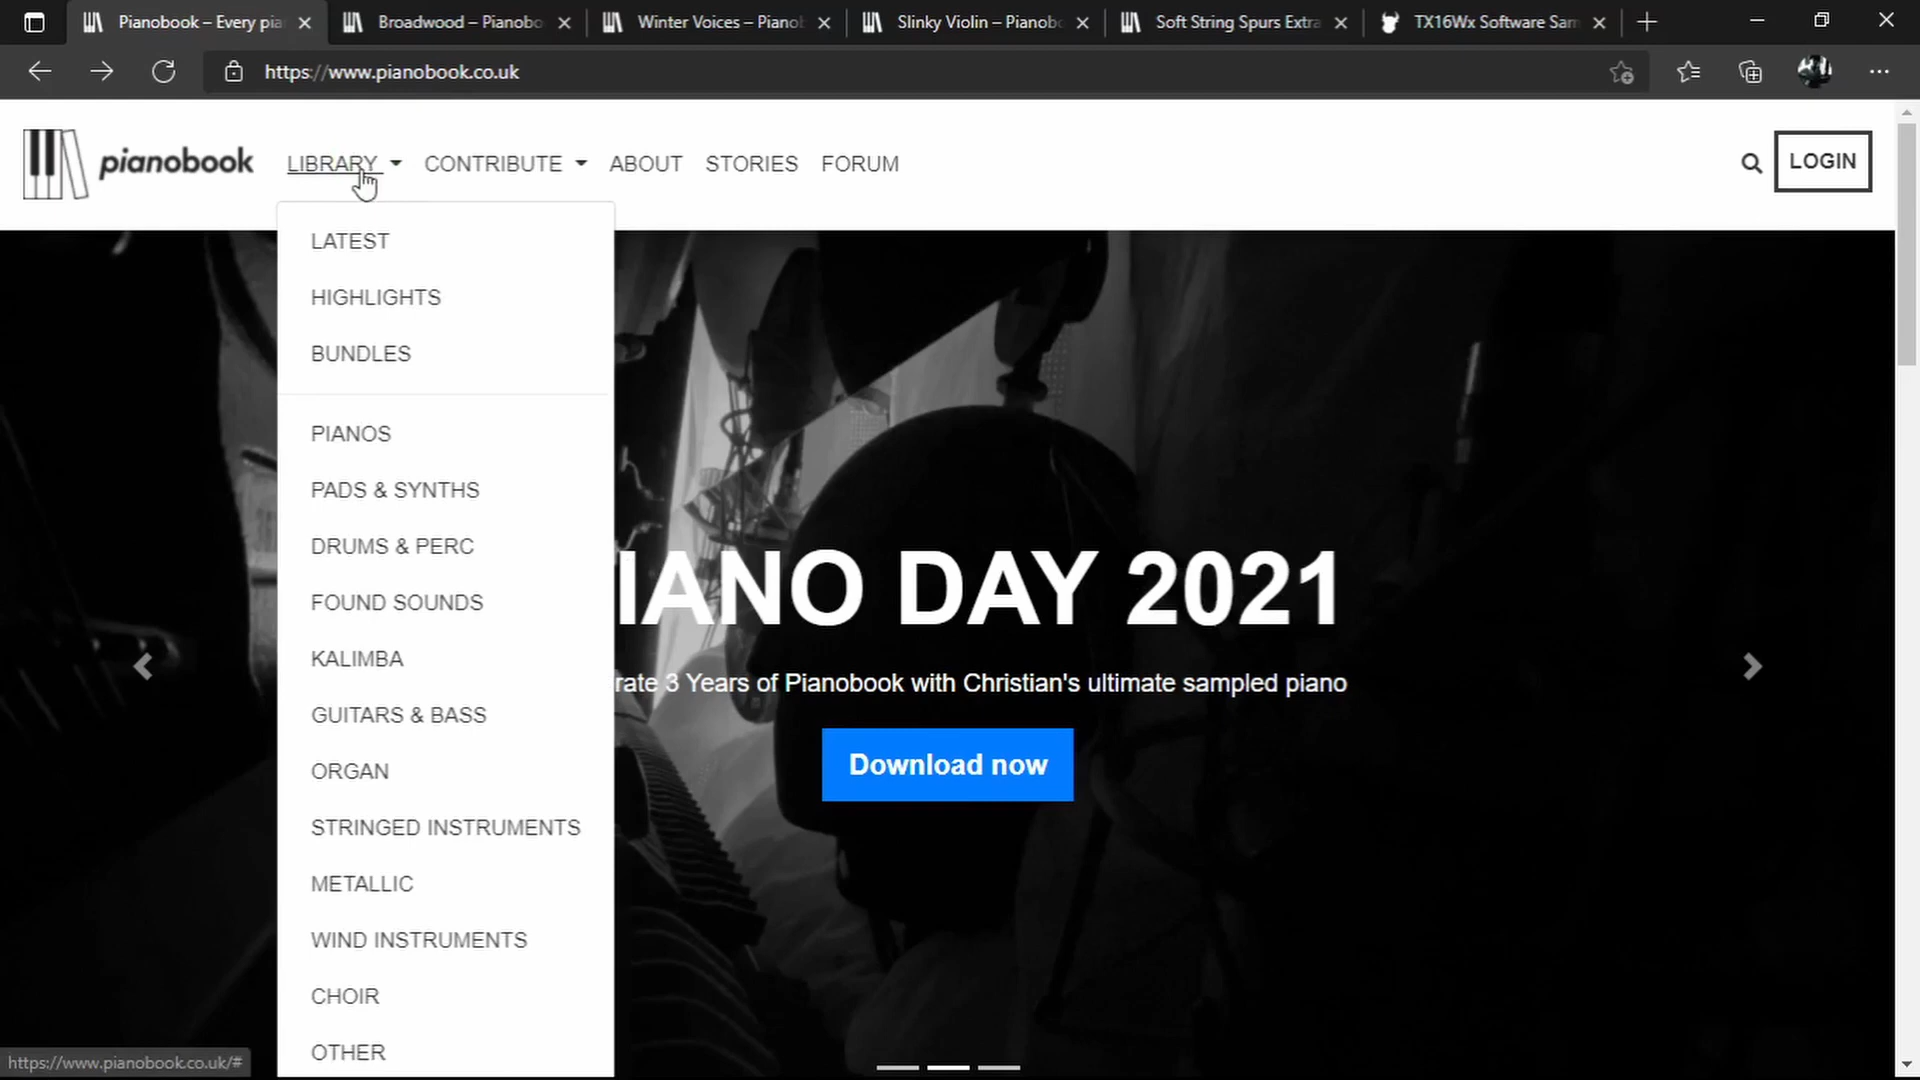 Pianobook – Every pia
Broadwood – Pianobo
Winter Voices – Pianob
Slinky Violin – Pianobo
Soft String Spurs Extra
TX16Wx Software Sam
https://www.pianobook.co.uk
pianobook
LIBRARY
CONTRIBUTE
ABOUT
STORIES
FORUM
LOGIN
LATEST
HIGHLIGHTS
BUNDLES
PIANOS
PADS & SYNTHS
DRUMS & PERC
FOUND SOUNDS
KALIMBA
GUITARS & BASS
ORGAN
STRINGED INSTRUMENTS
METALLIC
WIND INSTRUMENTS
CHOIR
OTHER
IANO DAY 2021
rate 3 Years of Pianobook with Christian's ultimate sampled piano
Download now
https://www.pianobook.co.uk/#